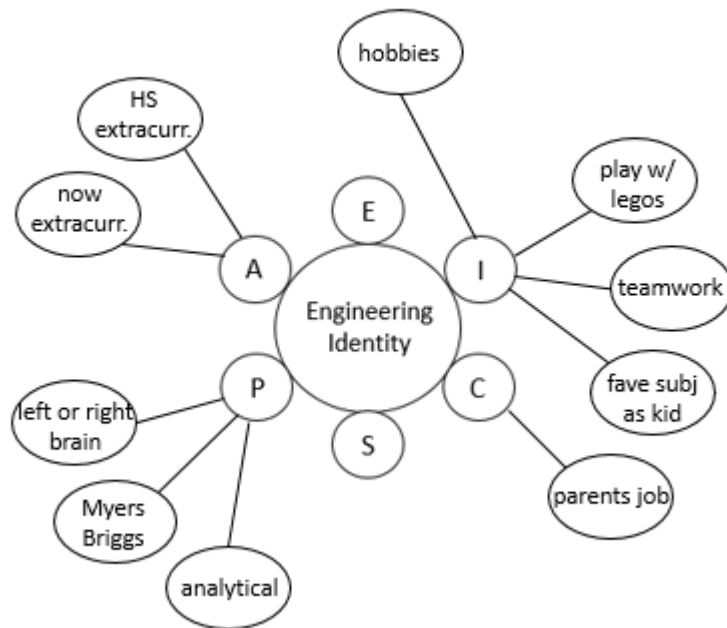 hobbies
HS
extracurr.
play w/
legos
now
extracurr.
E
A
I
teamwork
Engineering
Identity
fave subj
as kid
P
C
left or right
brain
S
parents job
Myers
Briggs
analytical